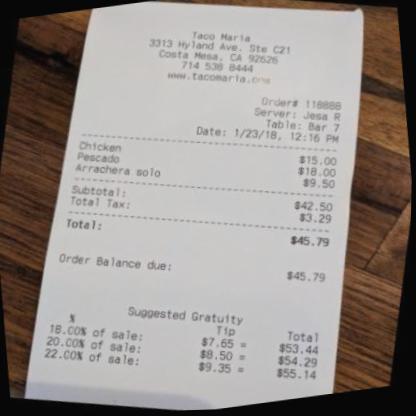 Taco Maria
3313 Hyland Ave. Ste C21
Costa Mesa, CA 92626
714 538 8444
www.tacomaria.com
Order# 118888
Server: Jesa R
Table: Bar 7
Date: 1/23/18, 12:16 PM
Chicken $15.00
Pescado $18.00
Arrachera solo $9.50
Subtotal: $42.50
Total Tax: $3.29
Total: $45.79
Order Balance due: $45.79
Suggested Gratuity
% Tip Total
18.00% of sale: $7.65 = $53.44
20.00% of sale: $8.50 = $54.29
22.00% of sale: $9.35 = $55.14